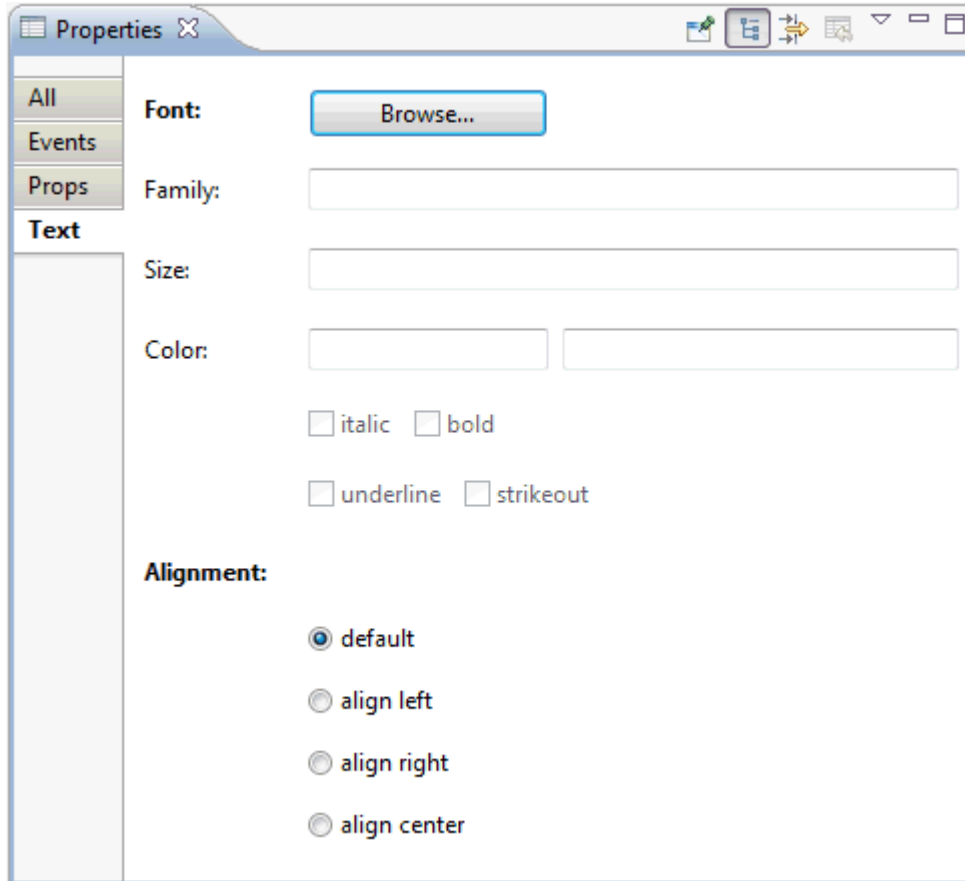 Properties
All
Events
Props
Text
Font: Browse...
Family:
Size:
Color:
italic bold
underline strikeout
Alignment:
default
align left
align right
align center